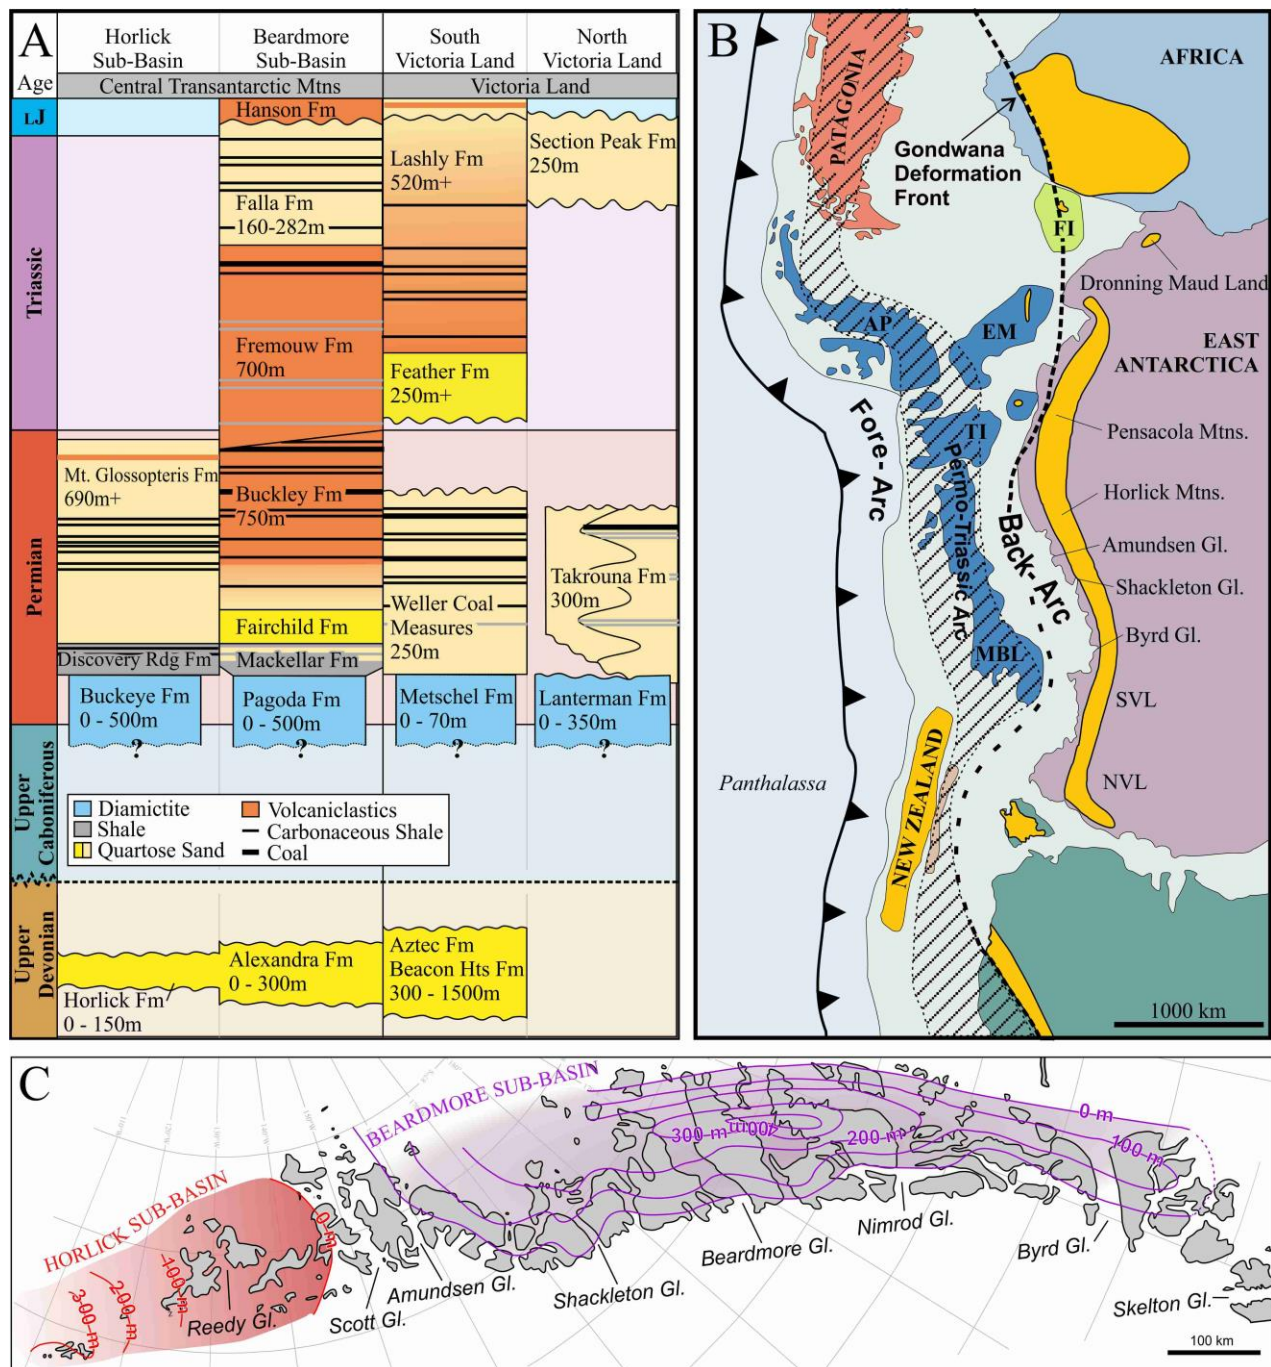 A
Horlick
Sub-Basin
Beardmore
Sub-Basin
South
Victoria Land
North
Victoria Land
Age
Central Transantarctic Mtns
Victoria Land
LJ
Triassic
Permian
Upper
Caboniferous
Upper
Devonian
Hanson Fm
Falla Fm
160-282m
Fremouw Fm
700m
Lashly Fm
520m+
Feather Fm
250m+
Section Peak Fm
250m
Mt. Glossopteris Fm
690m+
Buckley Fm
750m
Fairchild Fm
Discovery Rdg Fm
Mackellar Fm
Weller Coal
Measures
250m
Takrouna Fm
300m
Buckeye Fm
0 - 500m
Pagoda Fm
0 - 500m
Metschel Fm
0 - 70m
Lanterman Fm
0 - 350m
?
?
?
?
Diamictite
Shale
Quartose Sand
Volcaniclastics
Carbonaceous Shale
Coal
Horlick Fm
0 - 150m
Alexandra Fm
0 - 300m
Aztec Fm
Beacon Hts Fm
300 - 1500m
B
PATAGONIA
AFRICA
Gondwana
Deformation
Front
FI
Dronning Maud Land
AP
EM
EAST
ANTARCTICA
TI
Fore-Arc
Permo-Triassic Arc
Back-Arc
Pensacola Mtns.
Horlick Mtns.
Amundsen Gl.
Shackleton Gl.
Byrd Gl.
MBL
SVL
NVL
Panthalassa
NEW ZEALAND
1000 km
C
BEARDMORE SUB-BASIN
HORLICK SUB-BASIN
0 m
100 m
200 m
300 m
0 m
100 m
200 m
300 m
400 m
Reedy Gl.
Scott Gl.
Amundsen Gl.
Shackleton Gl.
Beardmore Gl.
Nimrod Gl.
Byrd Gl.
Skelton Gl.
100 km